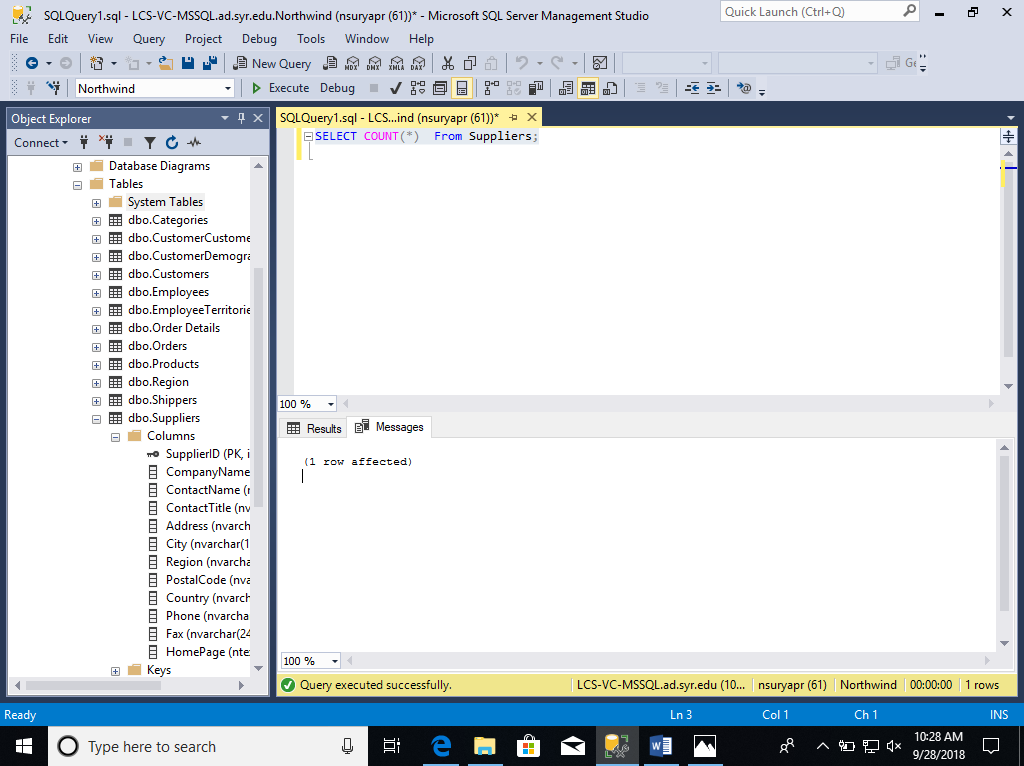 SQLQuery1.sql - LCS-VC-MSSQL.ad.syr.edu.Northwind (nsuryapr (61))* - Microsoft SQL Server Management Studio
Quick Launch (Ctrl+Q)
File Edit View Query Project Debug Tools Window Help
New Query MDX DMX XMLA DAX Ge
Northwind Execute Debug
Object Explorer
Connect
Database Diagrams
Tables
System Tables
dbo.Categories
dbo.CustomerCustome
dbo.CustomerDemogra
dbo.Customers
dbo.Employees
dbo.EmployeeTerritorie
dbo.Order Details
dbo.Orders
dbo.Products
dbo.Region
dbo.Shippers
dbo.Suppliers
Columns
SupplierID (PK, i
CompanyName
ContactName (n
ContactTitle (nv
Address (nvarch
City (nvarchar(1
Region (nvarcha
PostalCode (nva
Country (nvarch
Phone (nvarcha
Fax (nvarchar(24
HomePage (nte
Keys
SQLQuery1.sql - LCS...ind (nsuryapr (61))*
SELECT COUNT(*) From Suppliers;
100 %
Results Messages
(1 row affected)
100 %
Query executed successfully. LCS-VC-MSSQL.ad.syr.edu (10... nsuryapr (61) Northwind 00:00:00 1 rows
Ready Ln 3 Col 1 Ch 1 INS
Type here to search
10:28 AM
9/28/2018